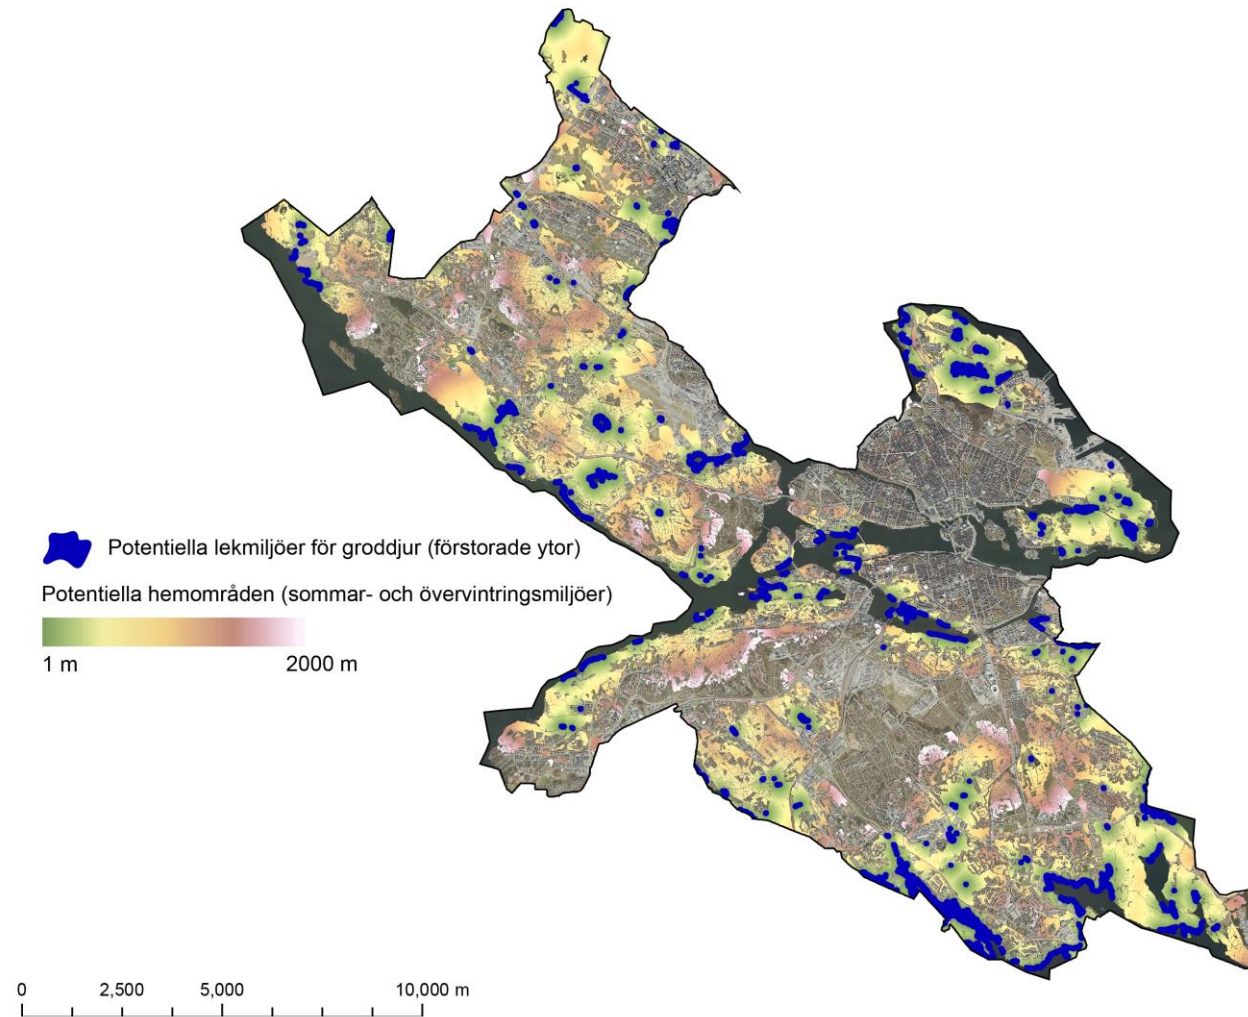 Potentiella lekmiljöer för groddjur (förstorade ytor)
Potentiella hemområden (sommar- och övervintringsmiljöer)
1 m 2000 m
0 2,500 5,000 10,000 m